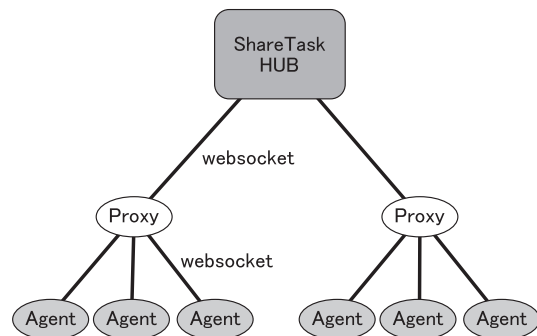 ShareTask
HUB
websocket
Proxy
Proxy
websocket
Agent
Agent
Agent
Agent
Agent
Agent